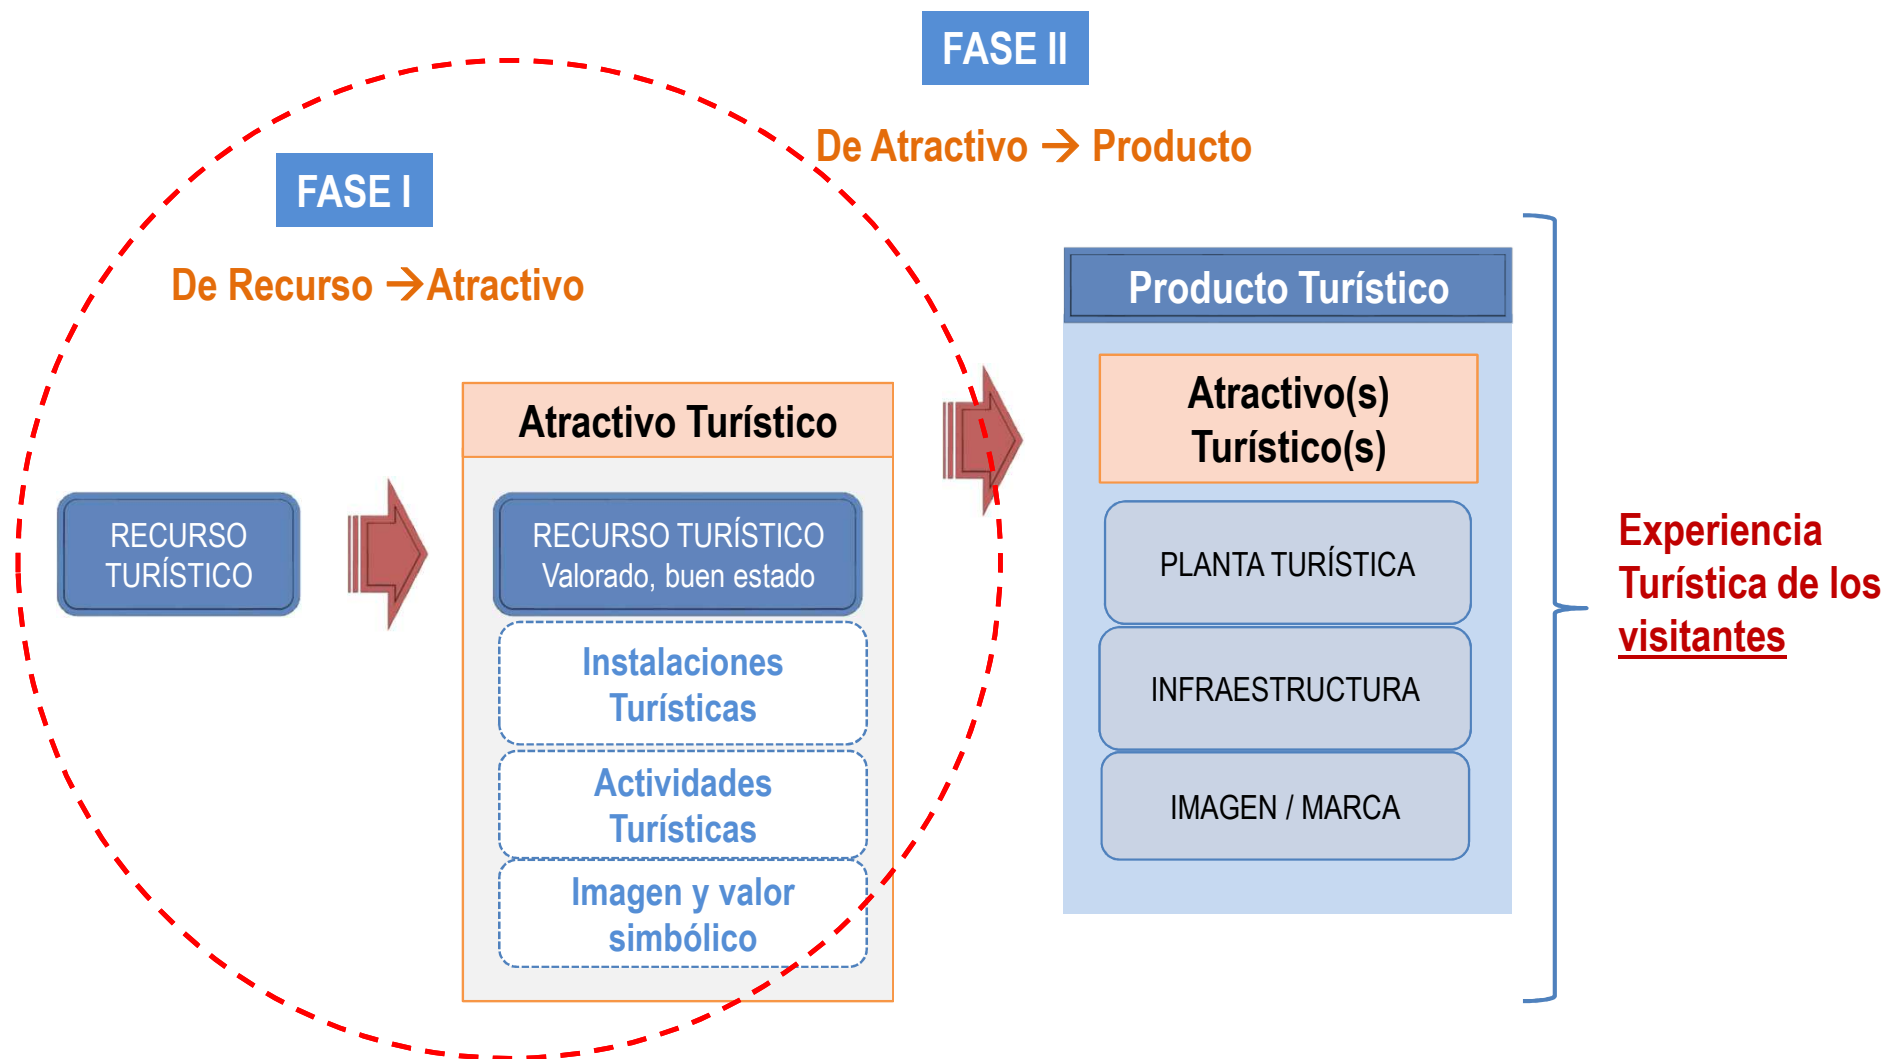 FASE II
De Atractivo → Producto
FASE I
De Recurso →Atractivo
RECURSO
TURÍSTICO
Atractivo Turístico
RECURSO TURÍSTICO
Valorado, buen estado
Instalaciones
Turísticas
Actividades
Turísticas
Imagen y valor
simbólico
Producto Turístico
Atractivo(s)
Turístico(s)
PLANTA TURÍSTICA
INFRAESTRUCTURA
IMAGEN / MARCA
Experiencia
Turística de los
visitantes